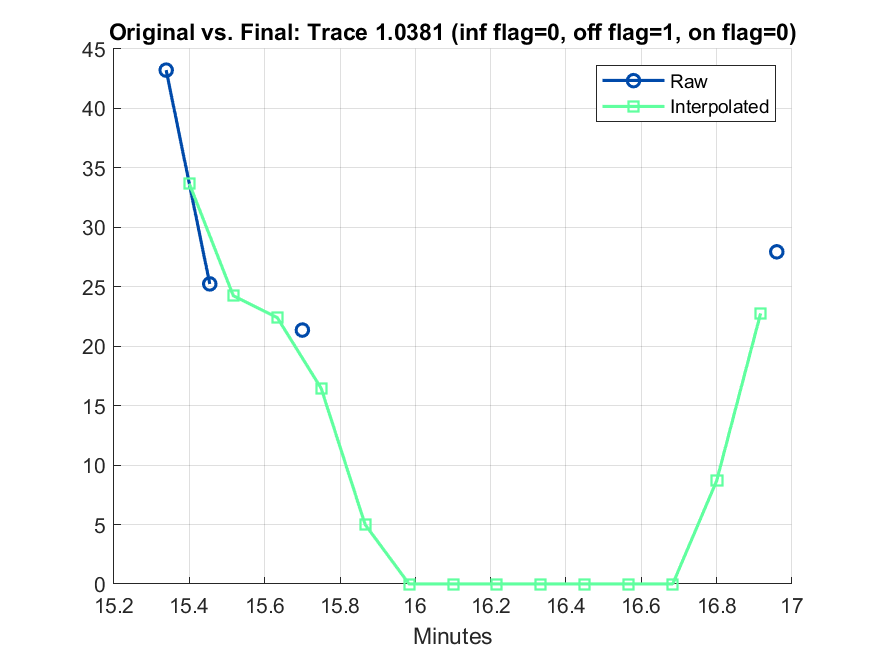 Original vs. Final: Trace 1.0381 (inf flag=0, off flag=1, on flag=0)
45
40
35
30
25
20
15
10
5
0
Raw
Interpolated
15.2 15.4 15.6 15.8 16 16.2 16.4 16.6 16.8 17
Minutes